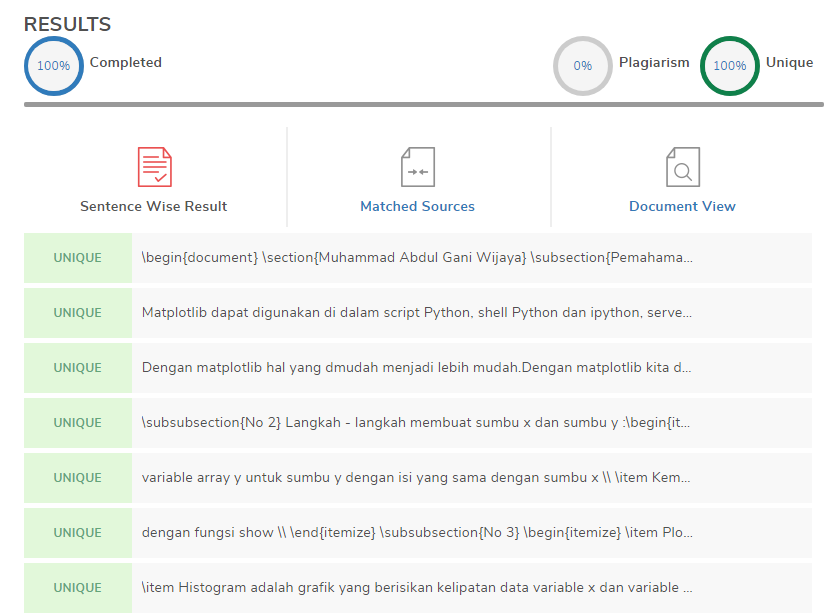 RESULTS
100% Completed 0% Plagiarism 100% Unique
Sentence Wise Result Matched Sources Document View
UNIQUE \begin{document} \section{Muhammad Abdul Gani Wijaya} \subsection{Pemahama...
UNIQUE Matplotlib dapat digunakan di dalam script Python, shell Python dan ipython, serve...
UNIQUE Dengan matplotlib hal yang dmudah menjadi lebih mudah.Dengan matplotlib kita d...
UNIQUE \subsubsection{No 2} Langkah - langkah membuat sumbu x dan sumbu y :\begin{it...
UNIQUE variable array y untuk sumbu y dengan isi yang sama dengan sumbu x \\ \item Kem...
UNIQUE dengan fungsi show \\ \end{itemize} \subsubsection{No 3} \begin{itemize} \item Plo...
UNIQUE \item Histogram adalah grafik yang berisikan kelipatan data variable x dan variable ...